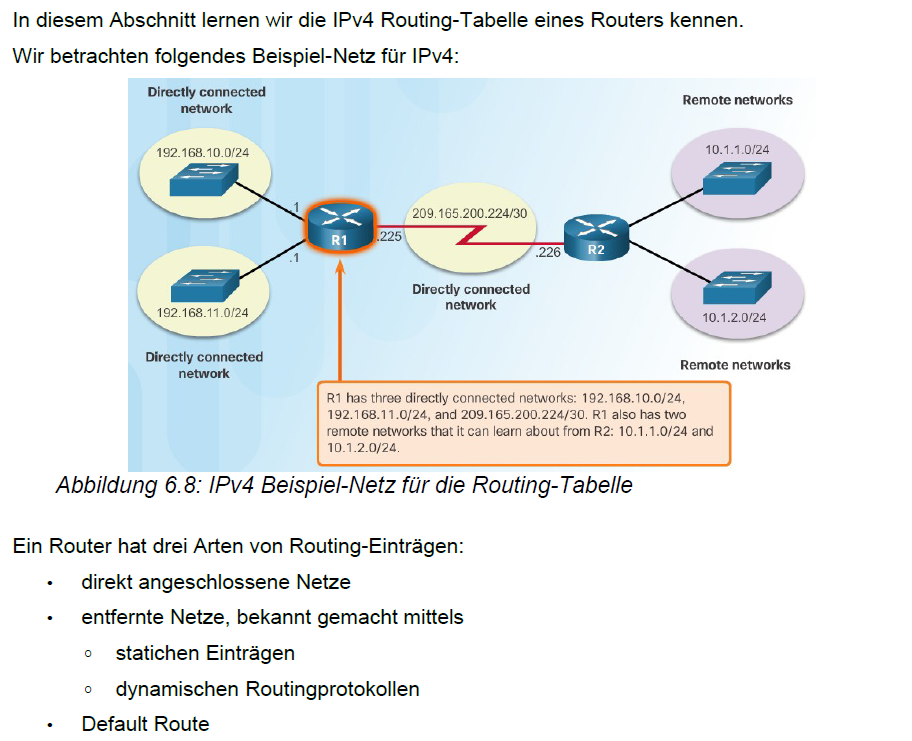 In diesem Abschnitt lernen wir die IPv4 Routing-Tabelle eines Routers kennen.
Wir betrachten folgendes Beispiel-Netz für IPv4:
Directly connected
network
Remote networks
192.168.10.0/24
10.1.1.0/24
.1
209.165.200.224/30
R1
.225
R2
.226
.1
192.168.11.0/24
Directly connected
network
10.1.2.0/24
Directly connected
network
Remote networks
R1 has three directly connected networks: 192.168.10.0/24,
192.168.11.0/24, and 209.165.200.224/30. R1 also has two
remote networks that it can learn about from R2: 10.1.1.0/24 and
10.1.2.0/24.
Abbildung 6.8: IPv4 Beispiel-Netz für die Routing-Tabelle
Ein Router hat drei Arten von Routing-Einträgen:
• direkt angeschlossene Netze
• entfernte Netze, bekannt gemacht mittels
○ statichen Einträgen
○ dynamischen Routingprotokollen
• Default Route